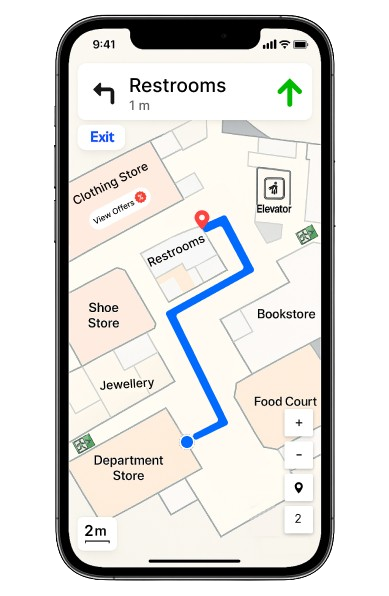 9:41
Restrooms
1 m
Exit
Clothing Store
View Offers
Elevator
Restrooms
Shoe
Store
Bookstore
Jewellery
Food Court
+
Department
Store
-
2
2m